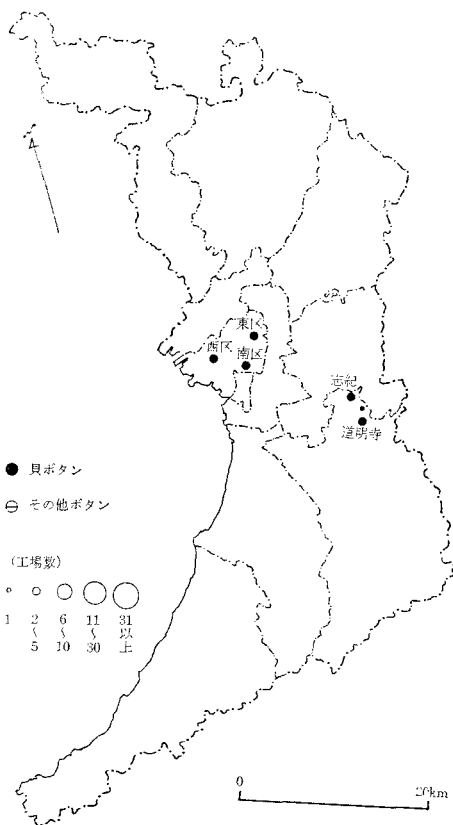 東区
西区
南区
志紀
道明寺
貝ボタン
その他ボタン
（工場数）
1 2〜5 6〜10 11〜30 31以上
0 20km